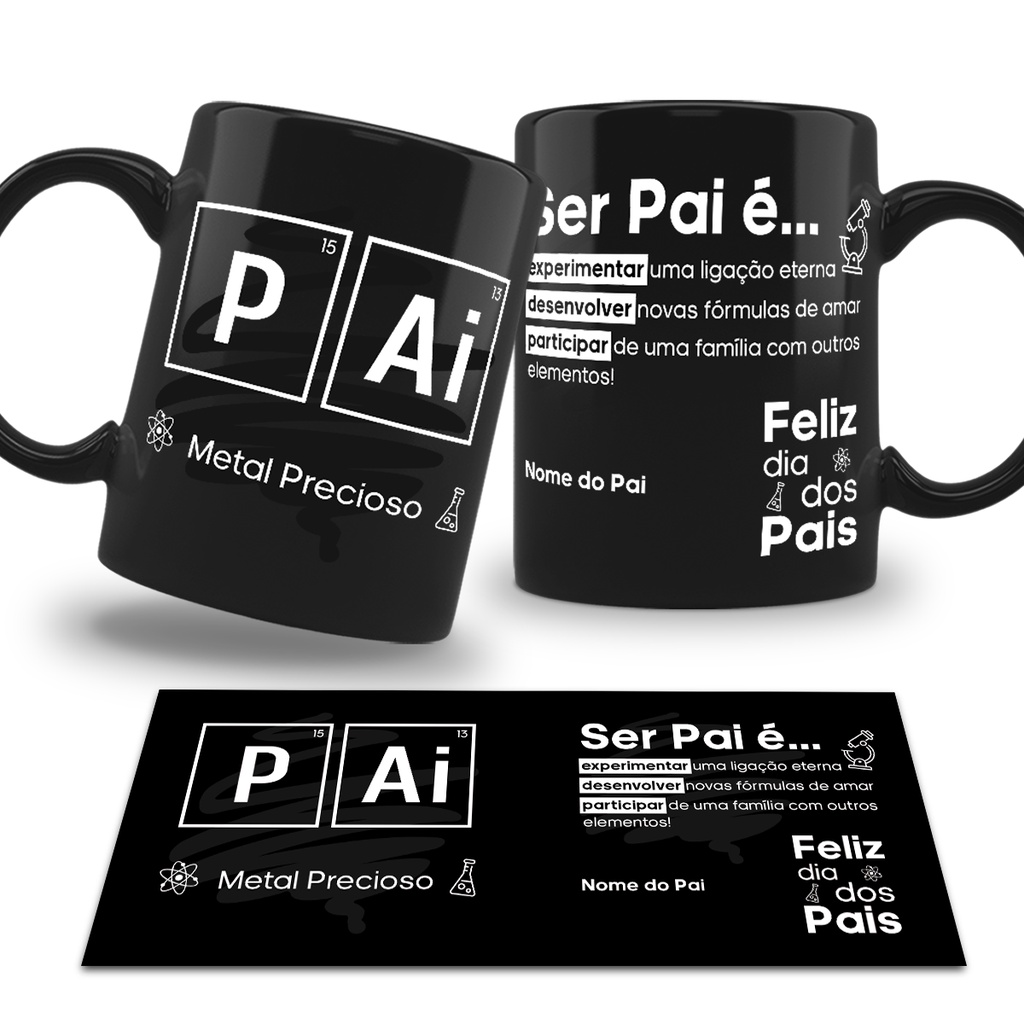 15
P
13
Ai
Metal Precioso
Ser Pai é...
experimentar uma ligação eterna
desenvolver novas fórmulas de amar
participar de uma família com outros
elementos!
Nome do Pai
Feliz
dia
dos
Pais
15
P
13
Ai
Metal Precioso
Ser Pai é...
experimentar uma ligação eterna
desenvolver novas fórmulas de amar
participar de uma família com outros
elementos!
Nome do Pai
Feliz
dia
dos
Pais